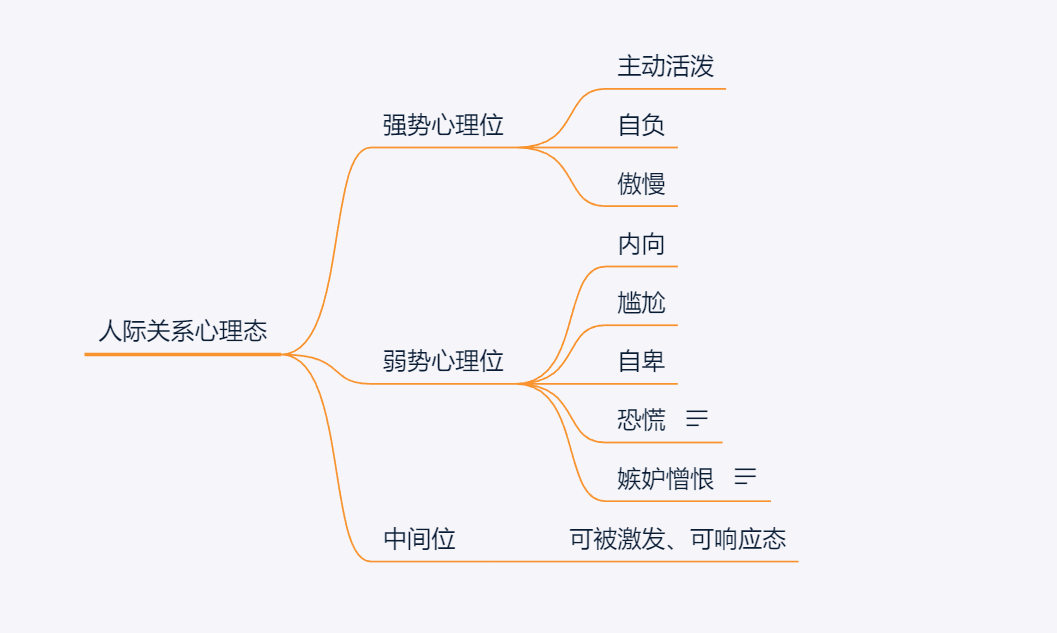 主动活泼
强势心理位
自负
傲慢
内向
尴尬
人际关系心理态
弱势心理位
自卑
恐慌
嫉妒憎恨
中间位
可被激发、可响应态